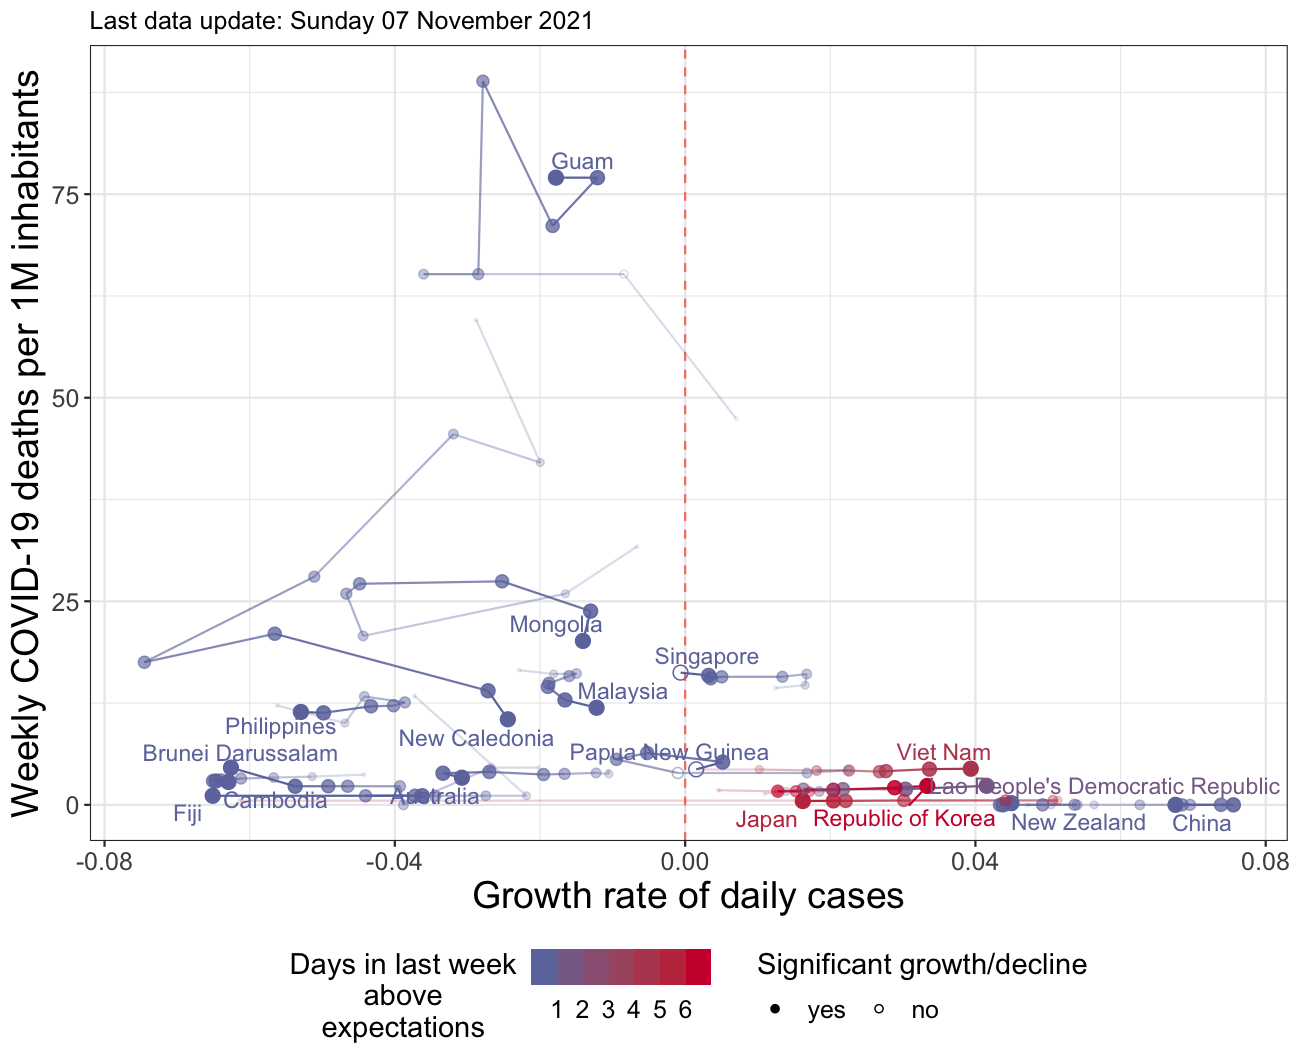 Last data update: Sunday 07 November 2021
Weekly COVID-19 deaths per 1M inhabitants
75
50
25
0
Guam
Mongolia
Singapore
Malaysia
Philippines
New Caledonia
Brunei Darussalam
Papua New Guinea
Viet Nam
Lao People's Democratic Republic
Cambodia
Australia
Fiji
Japan
Republic of Korea
New Zealand
China
-0.08
-0.04
0.00
0.04
0.08
Growth rate of daily cases
Days in last week
above
expectations
1 2 3 4 5 6
Significant growth/decline
yes
no